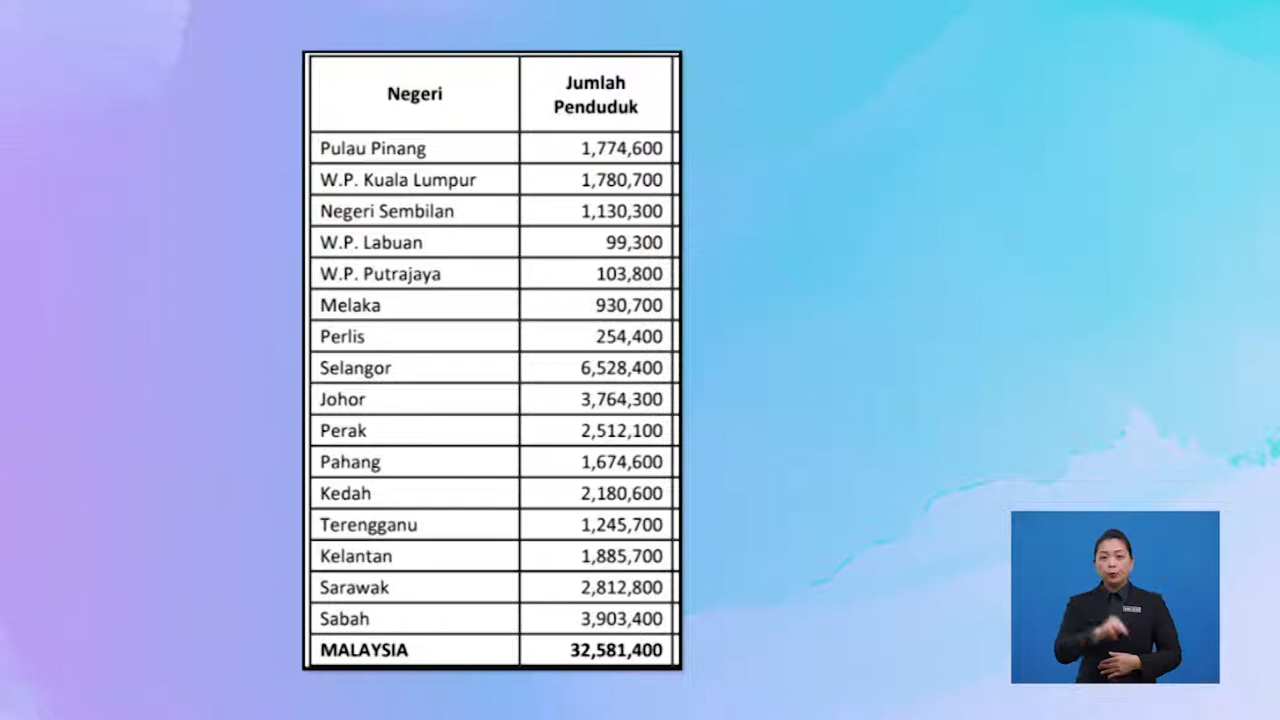 Negeri Jumlah Penduduk
Pulau Pinang 1,774,600
W.P. Kuala Lumpur 1,780,700
Negeri Sembilan 1,130,300
W.P. Labuan 99,300
W.P. Putrajaya 103,800
Melaka 930,700
Perlis 254,400
Selangor 6,528,400
Johor 3,764,300
Perak 2,512,100
Pahang 1,674,600
Kedah 2,180,600
Terengganu 1,245,700
Kelantan 1,885,700
Sarawak 2,812,800
Sabah 3,903,400
MALAYSIA 32,581,400